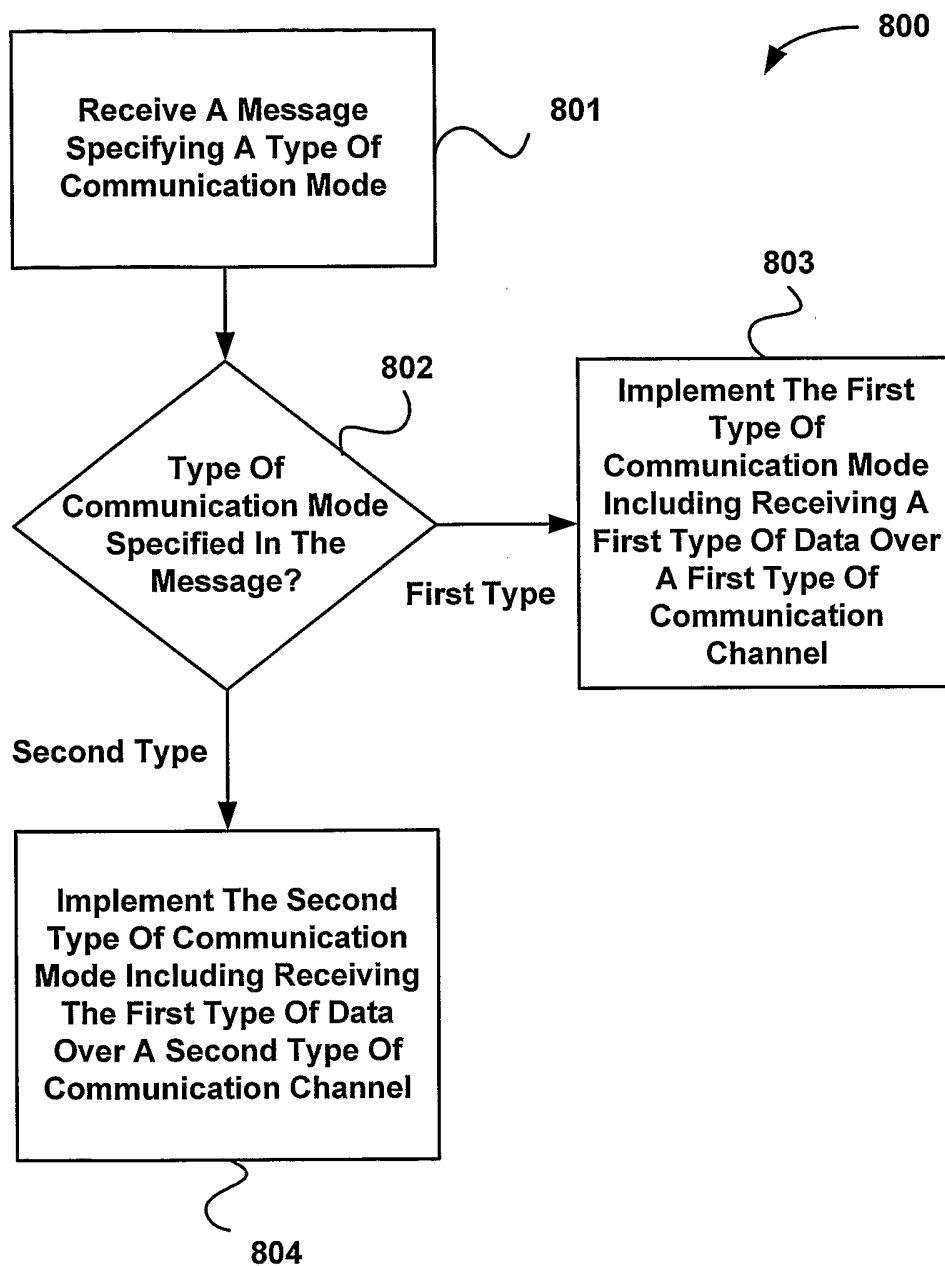 800
Receive A Message
Specifying A Type Of
Communication Mode
801
803
802
Type Of
Communication Mode
Specified In The
Message?
First Type
Implement The First
Type Of
Communication Mode
Including Receiving A
First Type Of Data Over
A First Type Of
Communication
Channel
Second Type
Implement The Second
Type Of Communication
Mode Including Receiving
The First Type Of Data
Over A Second Type Of
Communication Channel
804